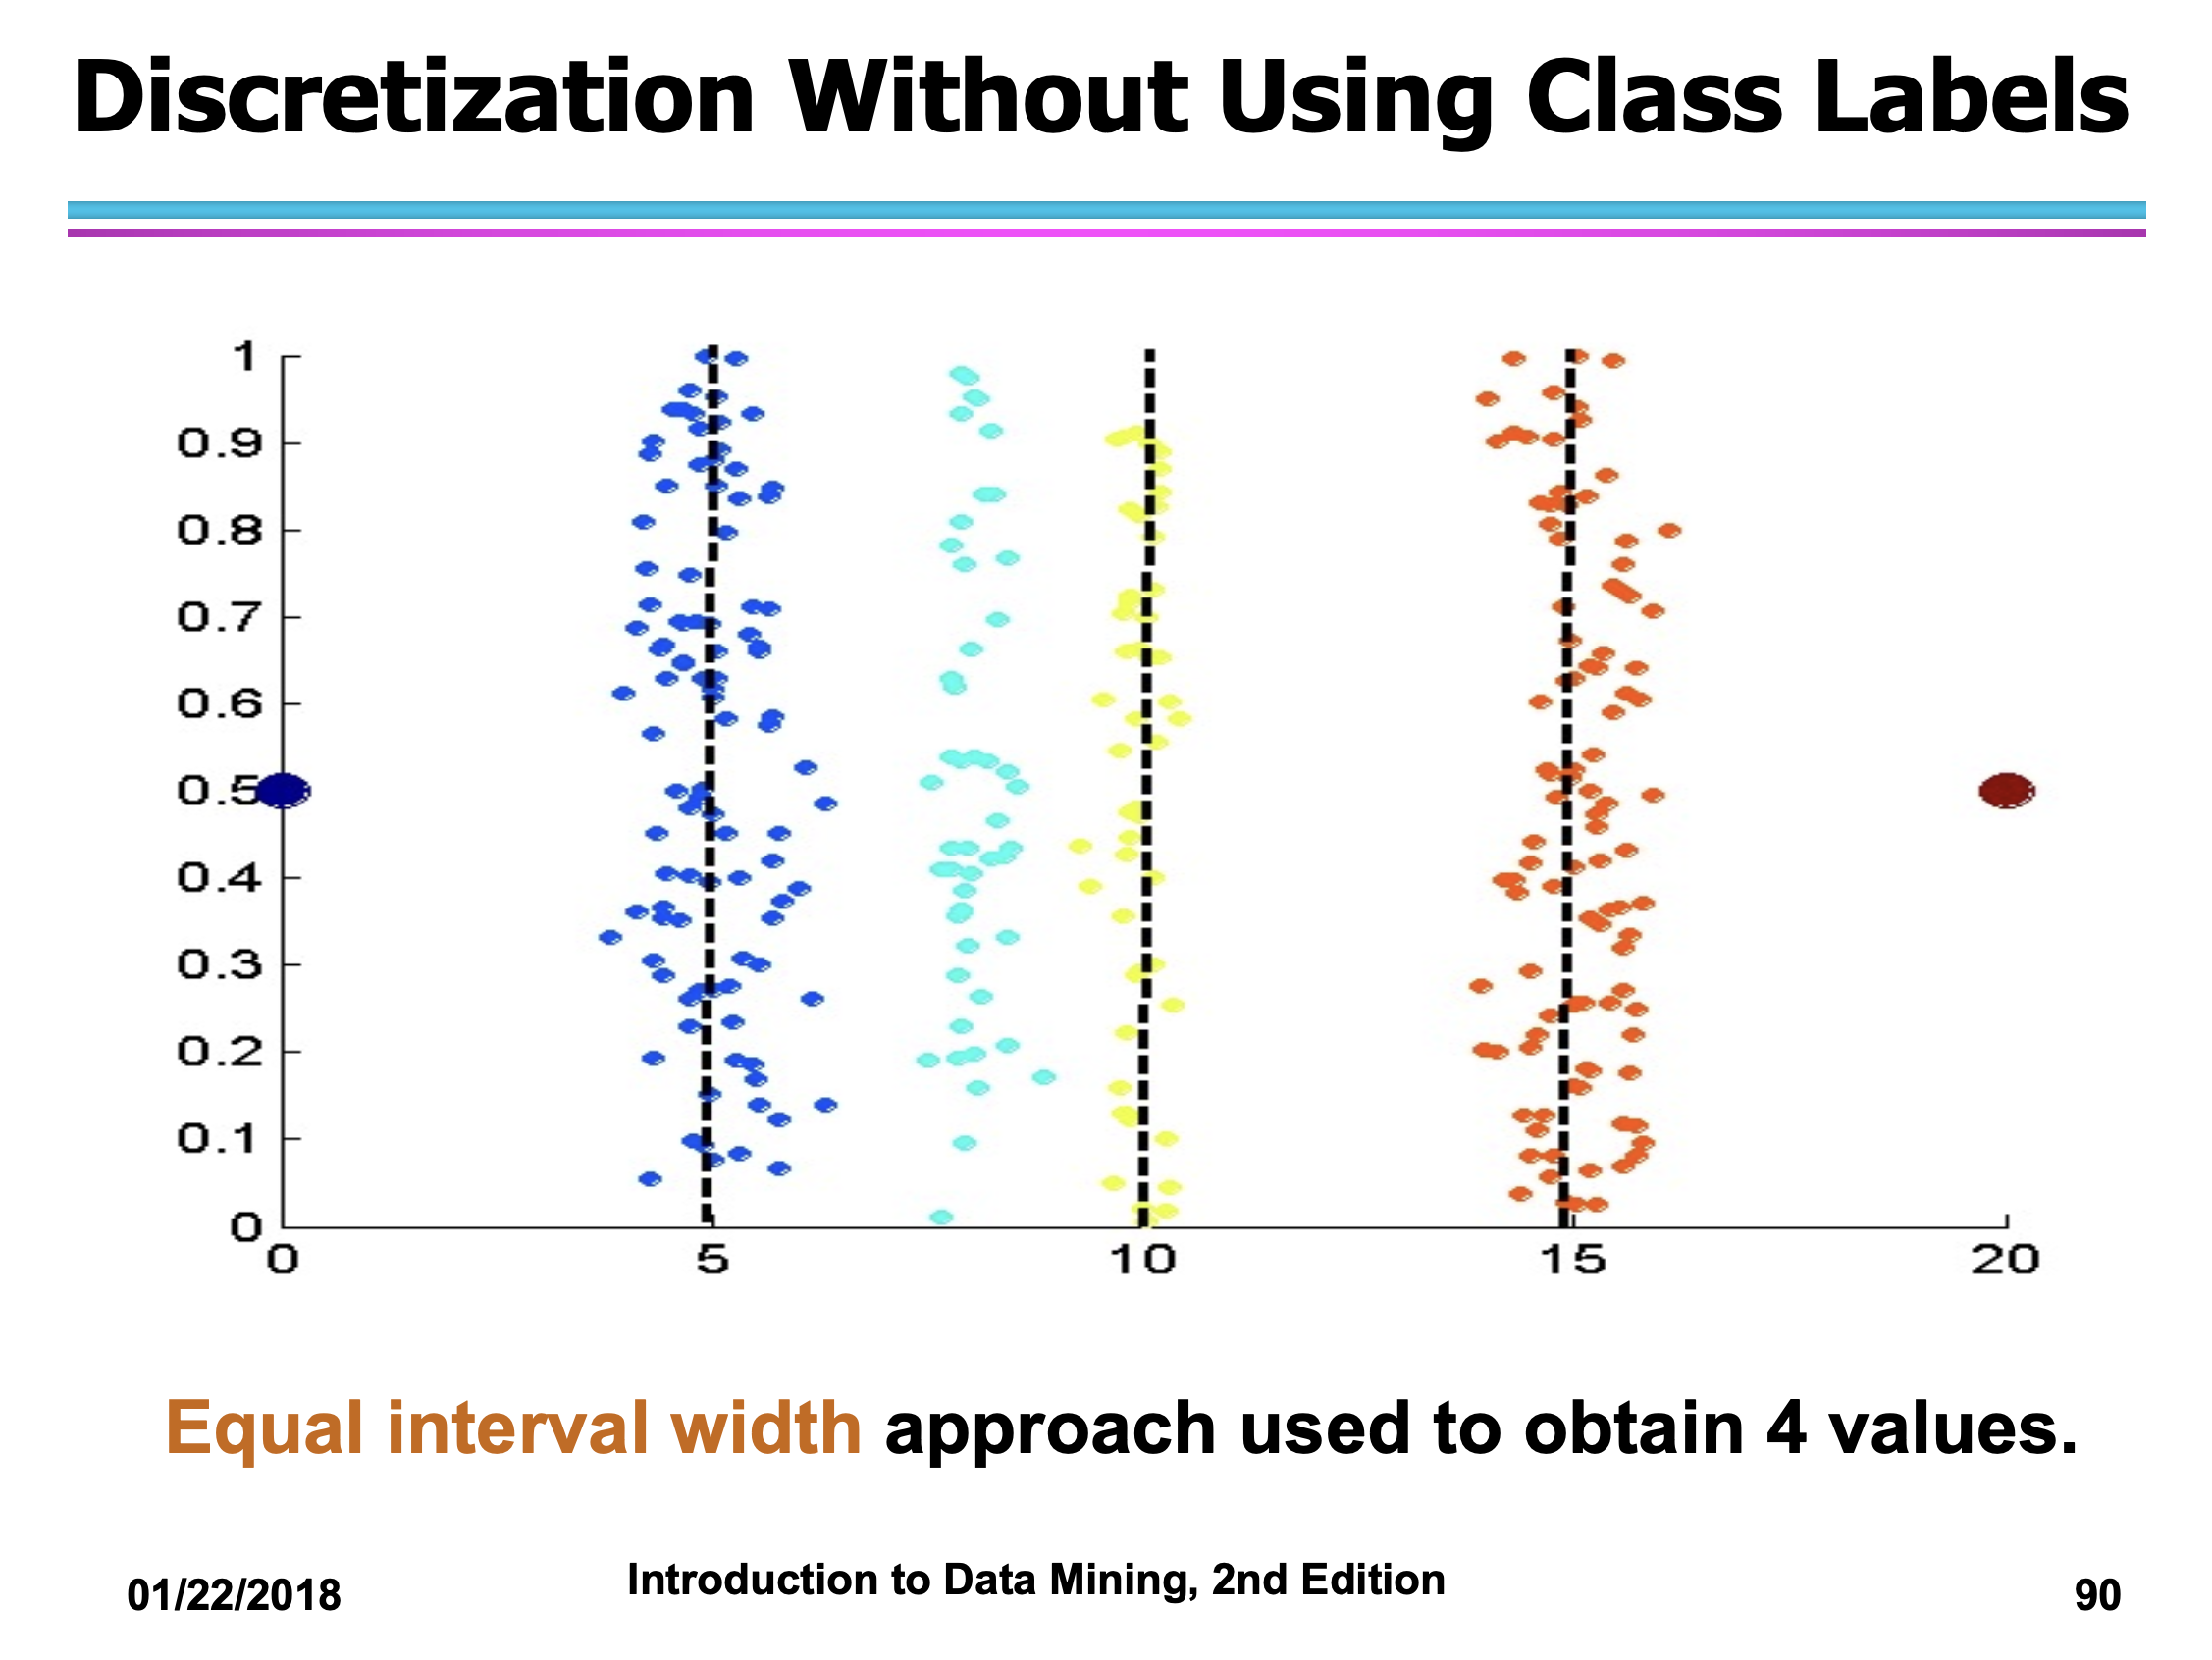 Discretization Without Using Class Labels
1
0.9
0.8
0.7
0.6
0.5
0.4
0.3
0.2
0.1
0
0 5 10 15 20
Equal interval width approach used to obtain 4 values.
01/22/2018 Introduction to Data Mining, 2nd Edition 90